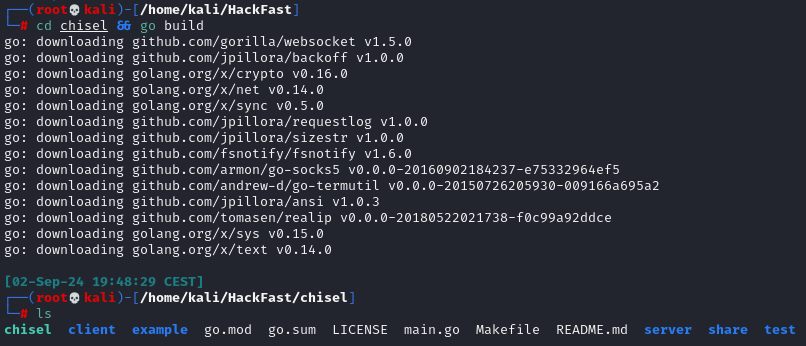 ┌──(root💀kali)-[/home/kali/HackFast]
└─# cd chisel && go build
go: downloading github.com/gorilla/websocket v1.5.0
go: downloading github.com/jpillora/backoff v1.0.0
go: downloading golang.org/x/crypto v0.16.0
go: downloading golang.org/x/net v0.14.0
go: downloading golang.org/x/sync v0.5.0
go: downloading github.com/jpillora/requestlog v1.0.0
go: downloading github.com/jpillora/sizestr v1.0.0
go: downloading github.com/fsnotify/fsnotify v1.6.0
go: downloading github.com/armon/go-socks5 v0.0.0-20160902184237-e75332964ef5
go: downloading github.com/andrew-d/go-termutil v0.0.0-20150726205930-009166a695a2
go: downloading github.com/jpillora/ansi v1.0.3
go: downloading github.com/tomasen/realip v0.0.0-20180522021738-f0c99a92ddce
go: downloading golang.org/x/sys v0.15.0
go: downloading golang.org/x/text v0.14.0
[02-Sep-24 19:48:29 CEST]
┌──(root💀kali)-[/home/kali/HackFast/chisel]
└─# ls
chisel client example go.mod go.sum LICENSE main.go Makefile README.md server share test